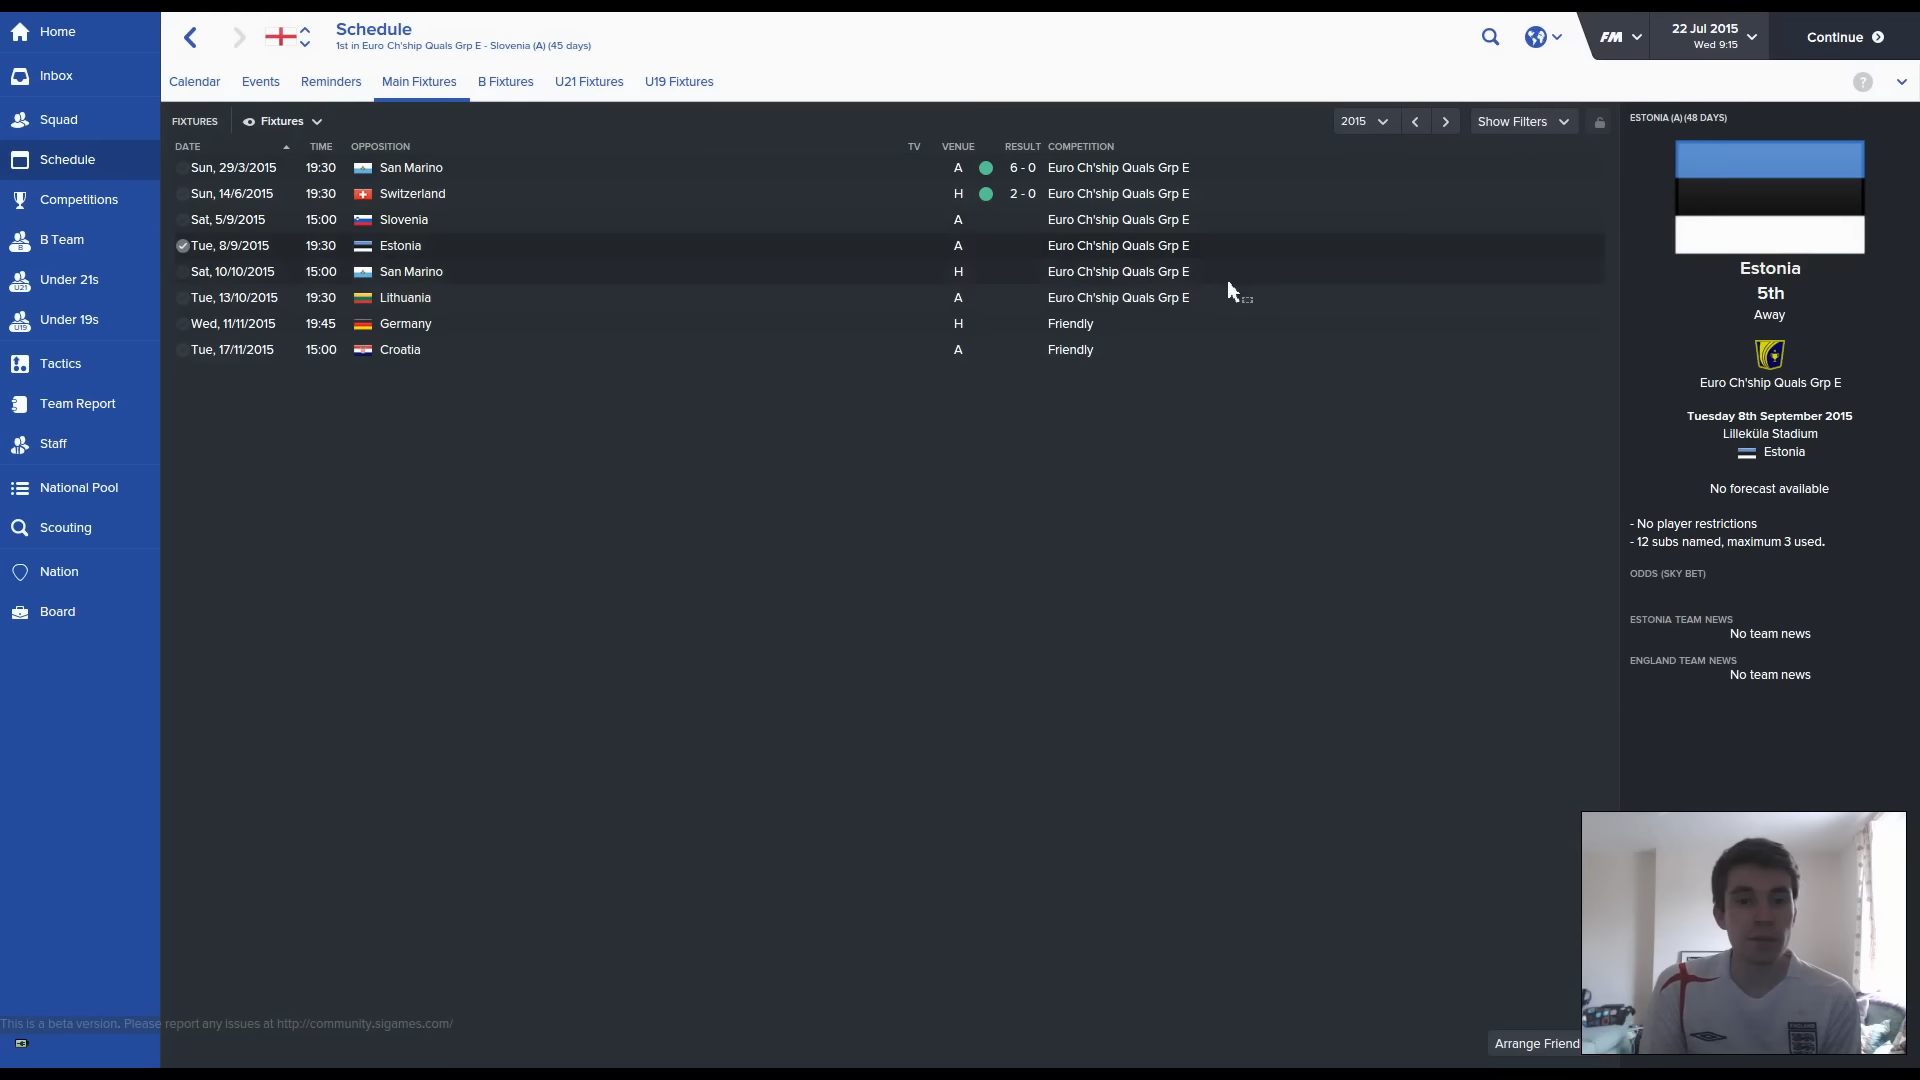 Home
Inbox
Squad
Schedule
Competitions
B Team
Under 21s
Under 19s
Tactics
Team Report
Staff
National Pool
Scouting
Nation
Board
Schedule
1st in Euro Ch'ship Quals Grp E - Slovenia (A) (45 days)
FM
22 Jul 2015
Wed 9:15
Continue
Calendar Events Reminders Main Fixtures B Fixtures U21 Fixtures U19 Fixtures
?
FIXTURES Fixtures 2015 Show Filters
DATE TIME OPPOSITION TV VENUE RESULT COMPETITION
Sun, 29/3/2015 19:30 San Marino A 6 - 0 Euro Ch'ship Quals Grp E
Sun, 14/6/2015 19:30 Switzerland H 2 - 0 Euro Ch'ship Quals Grp E
Sat, 5/9/2015 15:00 Slovenia A Euro Ch'ship Quals Grp E
Tue, 8/9/2015 19:30 Estonia A Euro Ch'ship Quals Grp E
Sat, 10/10/2015 15:00 San Marino H Euro Ch'ship Quals Grp E
Tue, 13/10/2015 19:30 Lithuania A Euro Ch'ship Quals Grp E
Wed, 11/11/2015 19:45 Germany H Friendly
Tue, 17/11/2015 15:00 Croatia A Friendly
ESTONIA (A) (48 DAYS)
Estonia
5th
Away
Euro Ch'ship Quals Grp E
Tuesday 8th September 2015
Lilleküla Stadium
Estonia
No forecast available
- No player restrictions
- 12 subs named, maximum 3 used.
ODDS (SKY BET)
ESTONIA TEAM NEWS
No team news
ENGLAND TEAM NEWS
No team news
This is a beta version. Please report any issues at http://community.sigames.com/
Arrange Friend